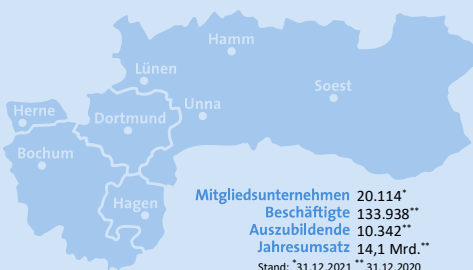 Hamm
Lünen
Soest
Unna
Herne
Dortmund
Bochum
Hagen
Mitgliedsunternehmen 20.114*
Beschäftigte 133.938**
Auszubildende 10.342**
Jahresumsatz 14,1 Mrd.**
Stand: *31.12.2021 **31.12.2020